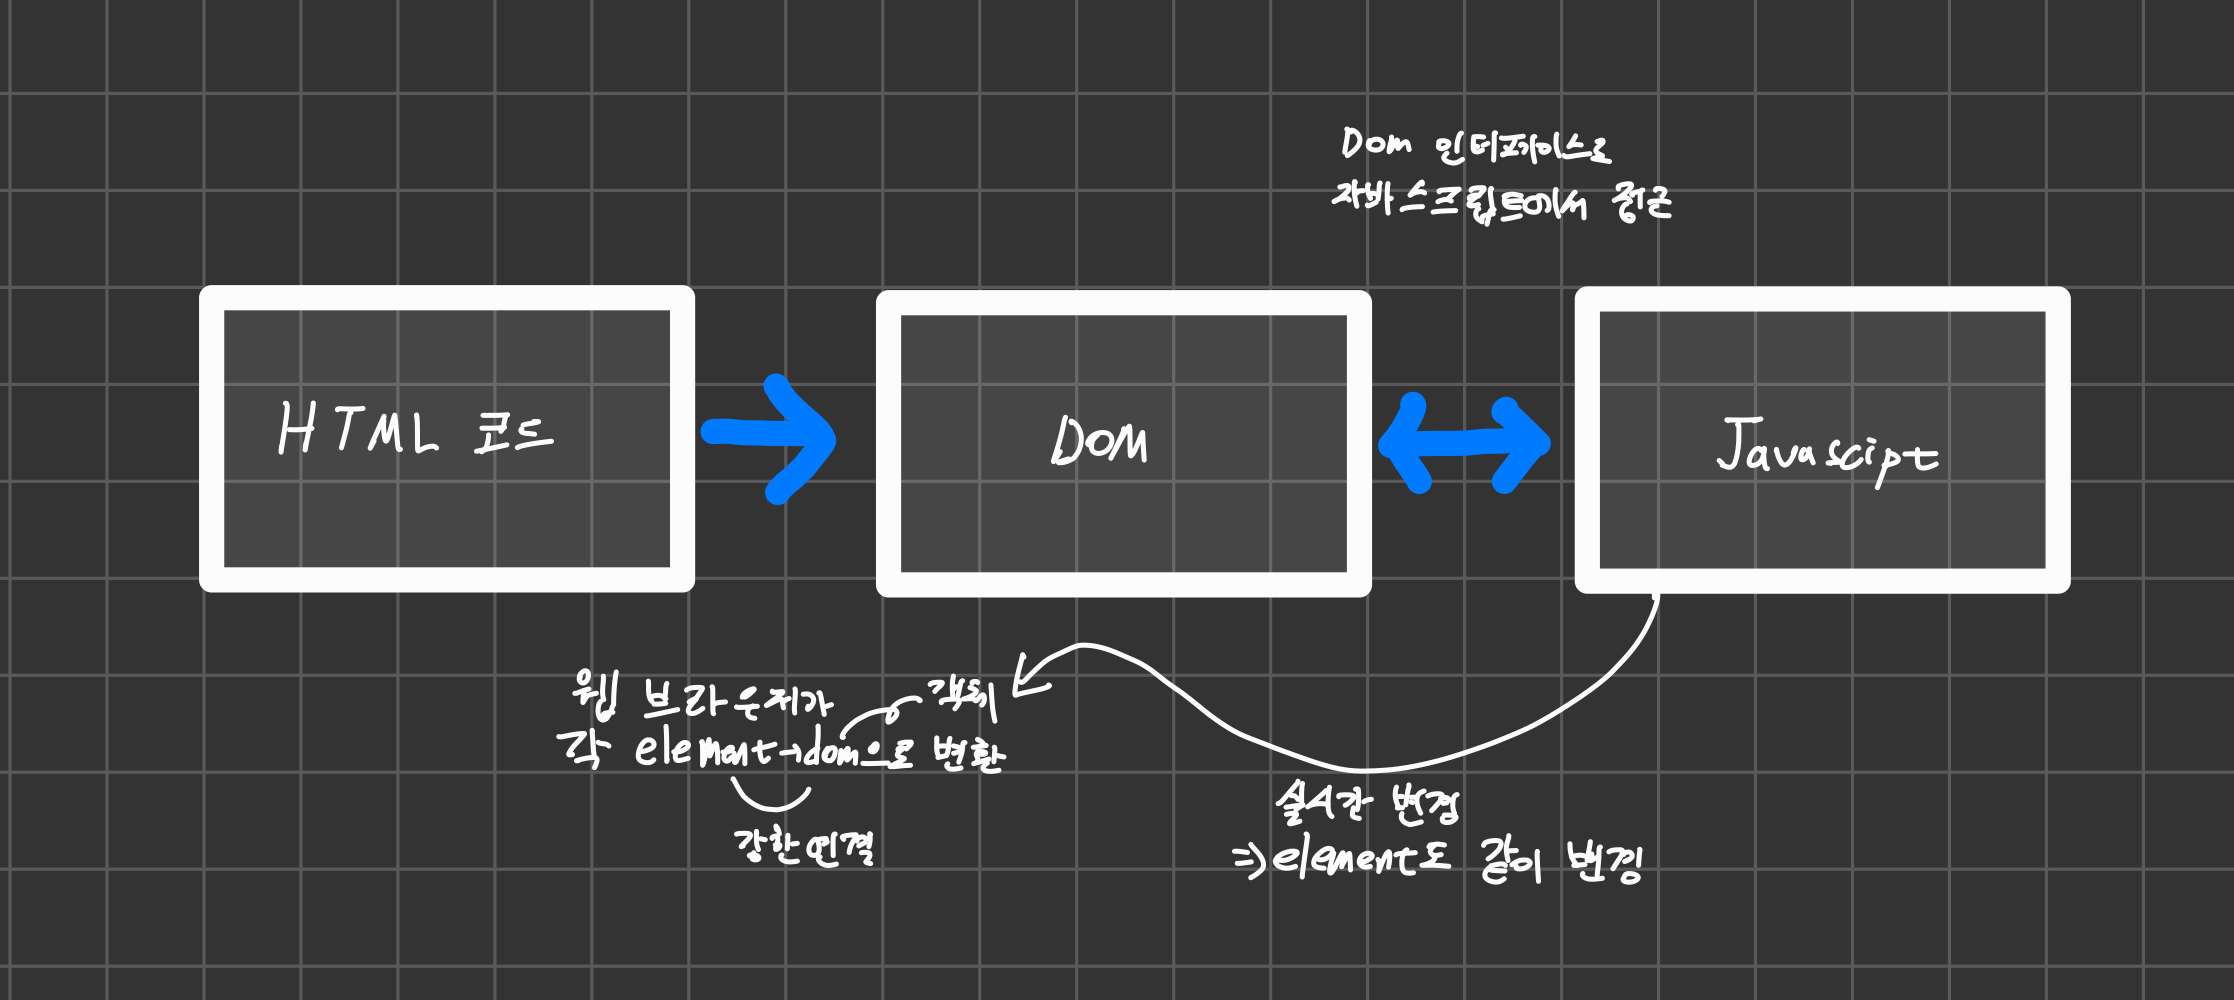 Dom 인터페이스로
자바스크립트에서 접근
HTML 코드
DOM
Javascipt
웹 브라우저가
객체
각 element→dom으로 변환
강한 연결
실시간 변경
⇒element도 같이 변경